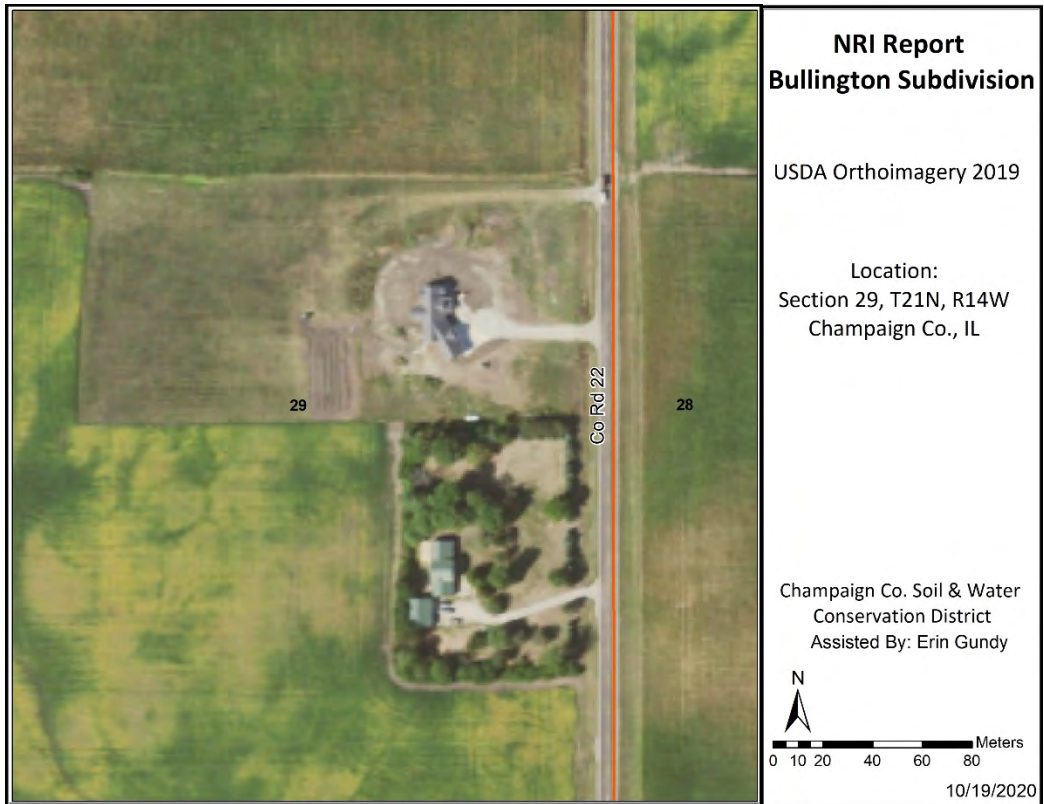 NRI Report
Bullington Subdivision
USDA Orthoimagery 2019
Location:
Section 29, T21N, R14W
Champaign Co., IL
29
Co Rd 22
28
Champaign Co. Soil & Water
Conservation District
Assisted By: Erin Gundy
N
Meters
0 10 20 40 60 80
10/19/2020